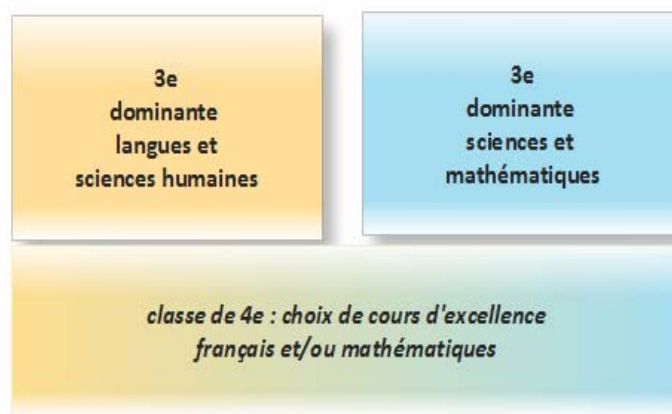 3e
dominante
langues et
sciences humaines
3e
dominante
sciences et
mathématiques
classe de 4e : choix de cours d'excellence
français et/ou mathématiques